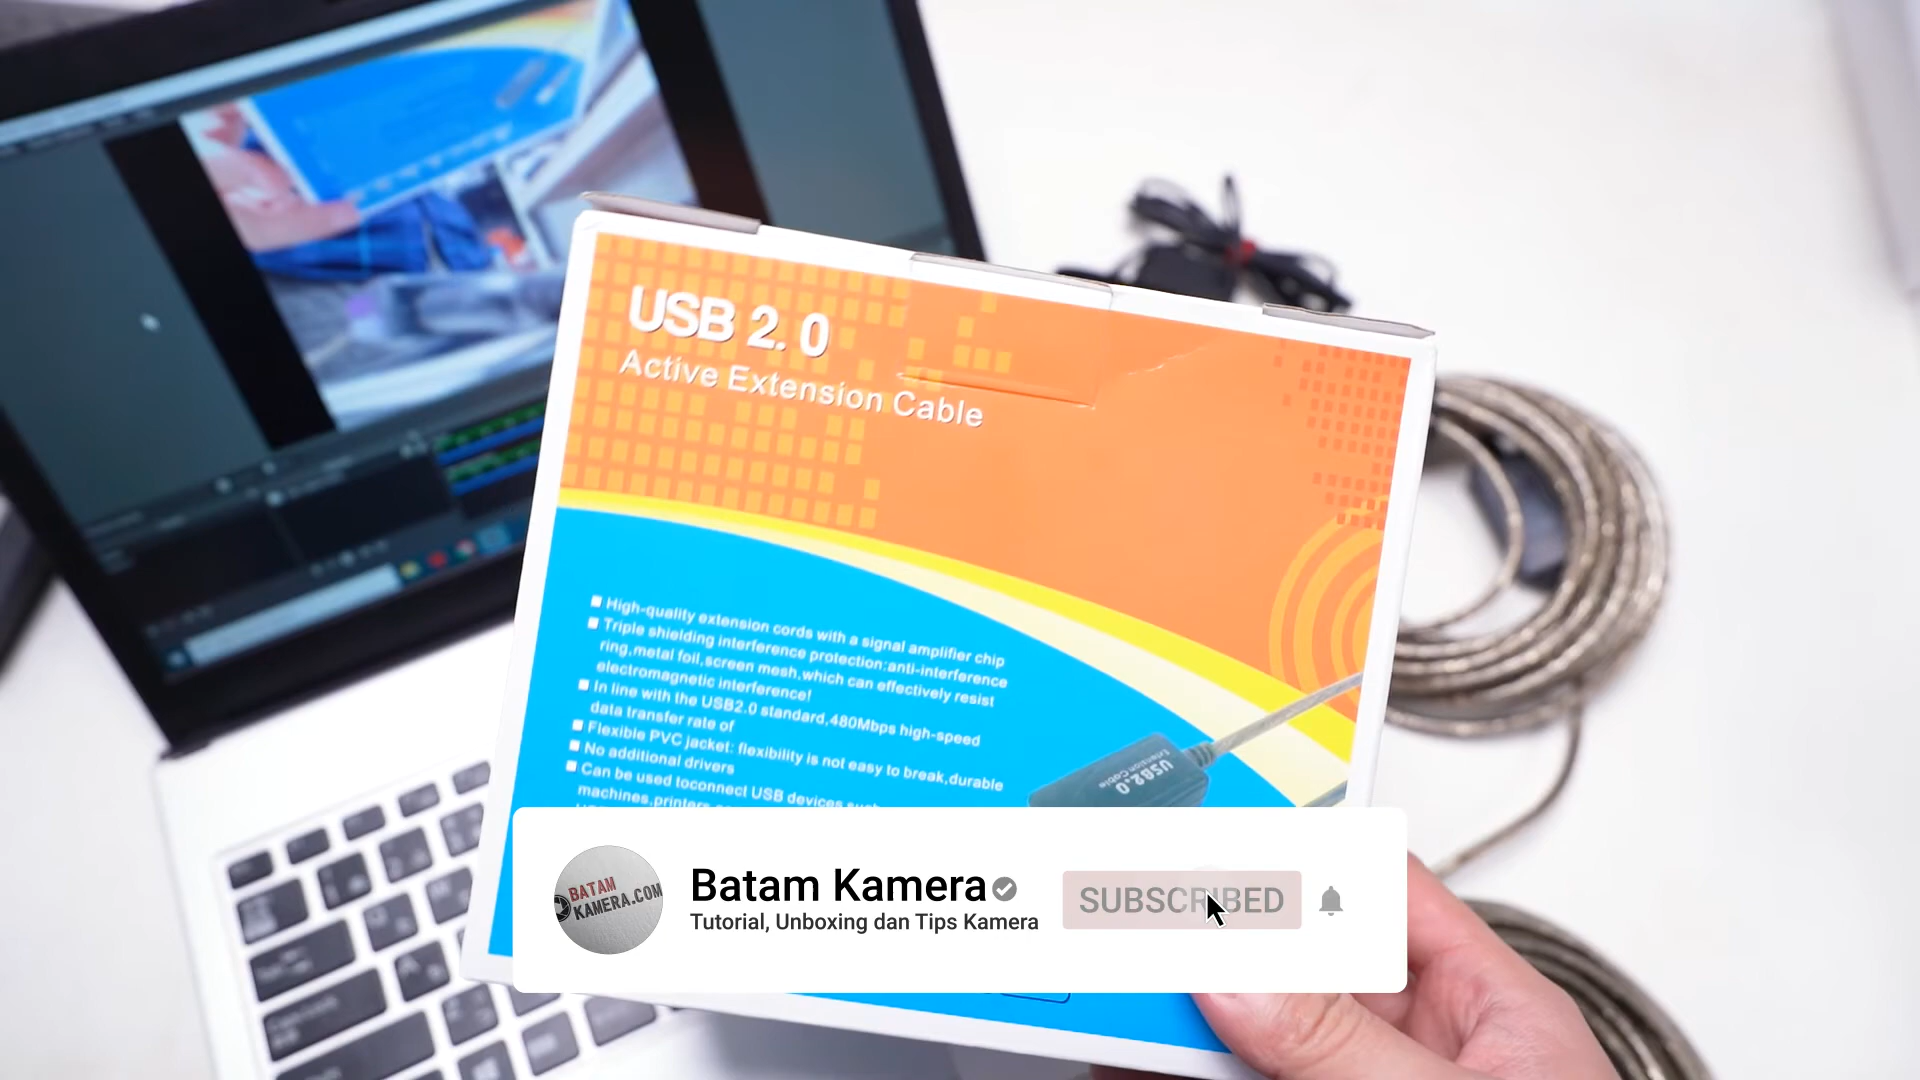 USB 2.0
Active Extension Cable
■ High-quality extension cords with a signal amplifier chip
■ Triple shielding interference protection:anti-interference
ring,metal foil,screen mesh,which can effectively resist
electromagnetic interference!
■ In line with the USB2.0 standard,480Mbps high-speed
data transfer rate of
■ Flexible PVC jacket: flexibility is not easy to break,durable
■ No additional drivers
■ Can be used toconnect USB devices such
machines,printers
USB2.0
Extension Cable
BATAM
KAMERA.COM
Batam Kamera
Tutorial, Unboxing dan Tips Kamera
SUBSCRIBED